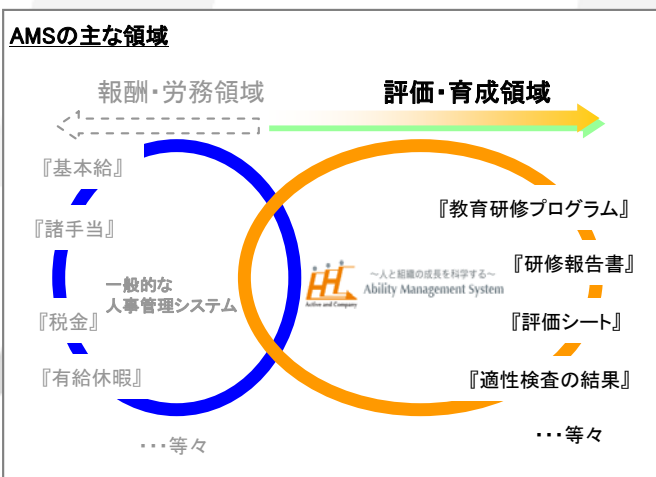 AMSの主な領域
報酬・労務領域
評価・育成領域
『基本給』
『諸手当』
一般的な
人事管理システム
『税金』
『有給休暇』
・・・等々
～人と組織の成長を科学する～
Ability Management System
Active and Company
『教育研修プログラム』
『研修報告書』
『評価シート』
『適性検査の結果』
・・・等々